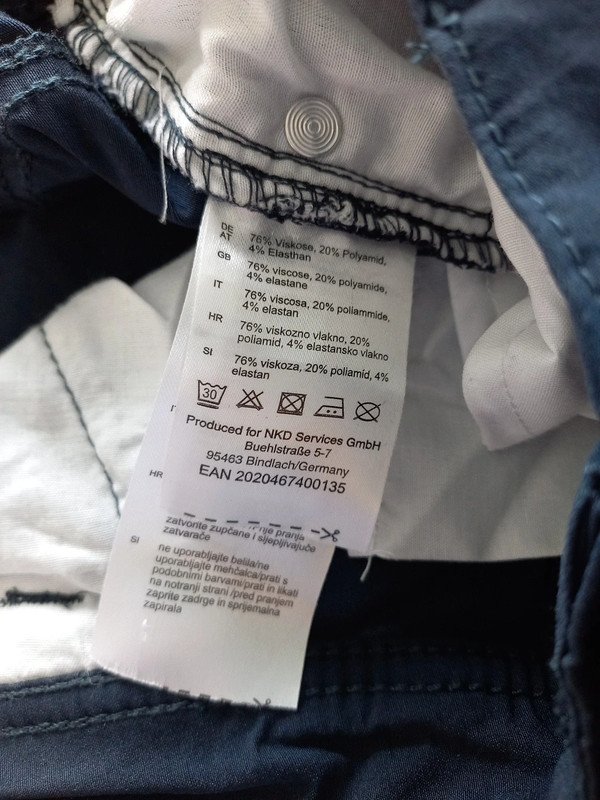 DE
AT
76% Viskose, 20% Polyamid,
4% Elasthan
GB
76% viscose, 20% polyamide,
4% elastane
IT
76% viscosa, 20% poliammide,
4% elastan
HR
76% viskozno vlakno, 20%
poliamid, 4% elastansko vlakno
SI
76% viskoza, 20% poliamid, 4%
elastan
30
Produced for NKD Services GmbH
Buehlstraße 5-7
95463 Bindlach/Germany
EAN 2020467400135
HR
pranja
zatvorite zupčane i sljepljivajuće
zatvarače
SI
ne uporabljajte belila/ne
uporabljajte mehčalca/prati s
podobnimi barvami/prati in likati
na notranji strani /pred pranjem
zaprite zadrge in sprijemalna
zapirala